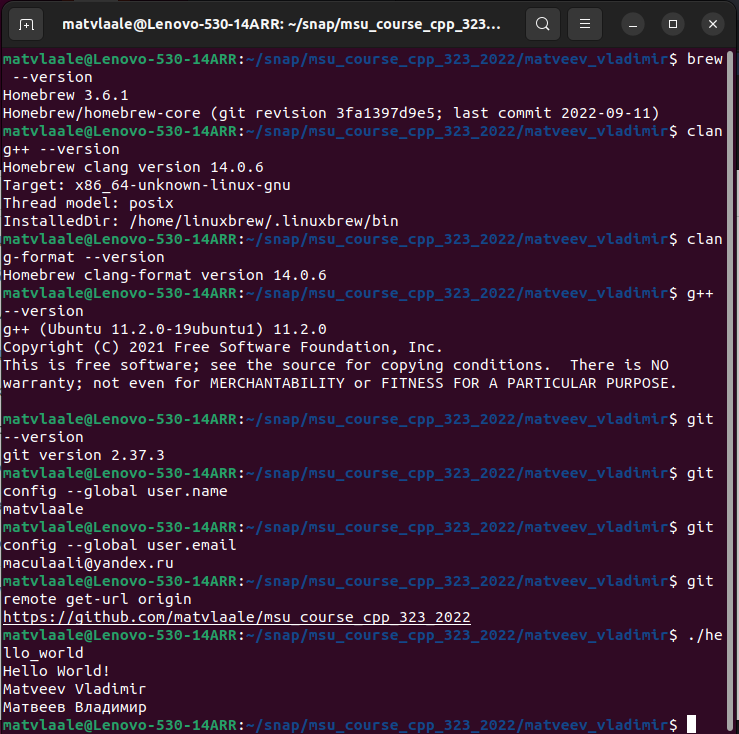 matvlaale@Lenovo-530-14ARR: ~/snap/msu_course_cpp_323...
matvlaale@Lenovo-530-14ARR:~/snap/msu_course_cpp_323_2022/matveev_vladimir$ brew
 --version
Homebrew 3.6.1
Homebrew/homebrew-core (git revision 3fa1397d9e5; last commit 2022-09-11)
matvlaale@Lenovo-530-14ARR:~/snap/msu_course_cpp_323_2022/matveev_vladimir$ clan
g++ --version
Homebrew clang version 14.0.6
Target: x86_64-unknown-linux-gnu
Thread model: posix
InstalledDir: /home/linuxbrew/.linuxbrew/bin
matvlaale@Lenovo-530-14ARR:~/snap/msu_course_cpp_323_2022/matveev_vladimir$ clan
g-format --version
Homebrew clang-format version 14.0.6
matvlaale@Lenovo-530-14ARR:~/snap/msu_course_cpp_323_2022/matveev_vladimir$ g++
--version
g++ (Ubuntu 11.2.0-19ubuntu1) 11.2.0
Copyright (C) 2021 Free Software Foundation, Inc.
This is free software; see the source for copying conditions.  There is NO
warranty; not even for MERCHANTABILITY or FITNESS FOR A PARTICULAR PURPOSE.
matvlaale@Lenovo-530-14ARR:~/snap/msu_course_cpp_323_2022/matveev_vladimir$ git
--version
git version 2.37.3
matvlaale@Lenovo-530-14ARR:~/snap/msu_course_cpp_323_2022/matveev_vladimir$ git
config --global user.name
matvlaale
matvlaale@Lenovo-530-14ARR:~/snap/msu_course_cpp_323_2022/matveev_vladimir$ git
config --global user.email
maculaali@yandex.ru
matvlaale@Lenovo-530-14ARR:~/snap/msu_course_cpp_323_2022/matveev_vladimir$ git
remote get-url origin
https://github.com/matvlaale/msu_course_cpp_323_2022
matvlaale@Lenovo-530-14ARR:~/snap/msu_course_cpp_323_2022/matveev_vladimir$ ./he
llo_world
Hello World!
Matveev Vladimir
Матвеев Владимир
matvlaale@Lenovo-530-14ARR:~/snap/msu_course_cpp_323_2022/matveev_vladimir$